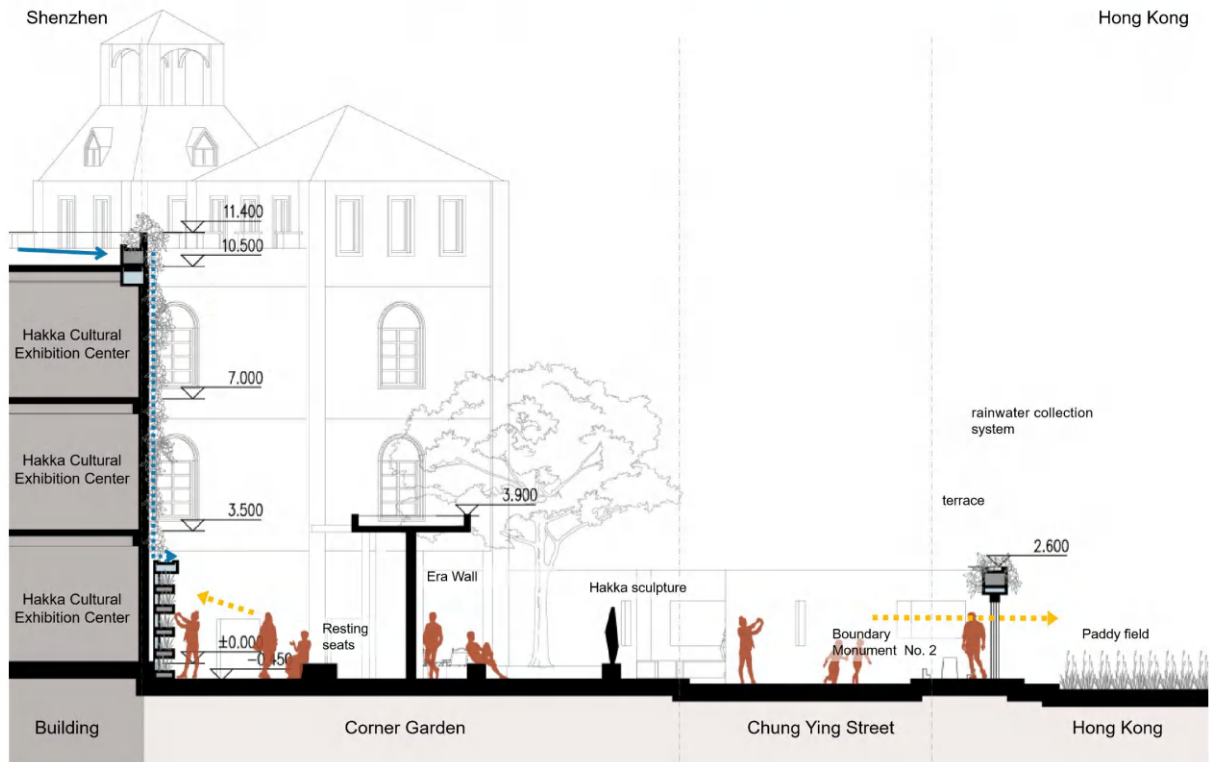 Shenzhen
Hong Kong
11.400
10.500
Hakka Cultural
Exhibition Center
7.000
rainwater collection
system
Hakka Cultural
Exhibition Center
3.500
3.900
terrace
2.600
Hakka Cultural
Exhibition Center
Era Wall
Hakka sculpture
Resting
seats
±0.000
-0.450
Boundary
Monument No. 2
Paddy field
Building
Corner Garden
Chung Ying Street
Hong Kong